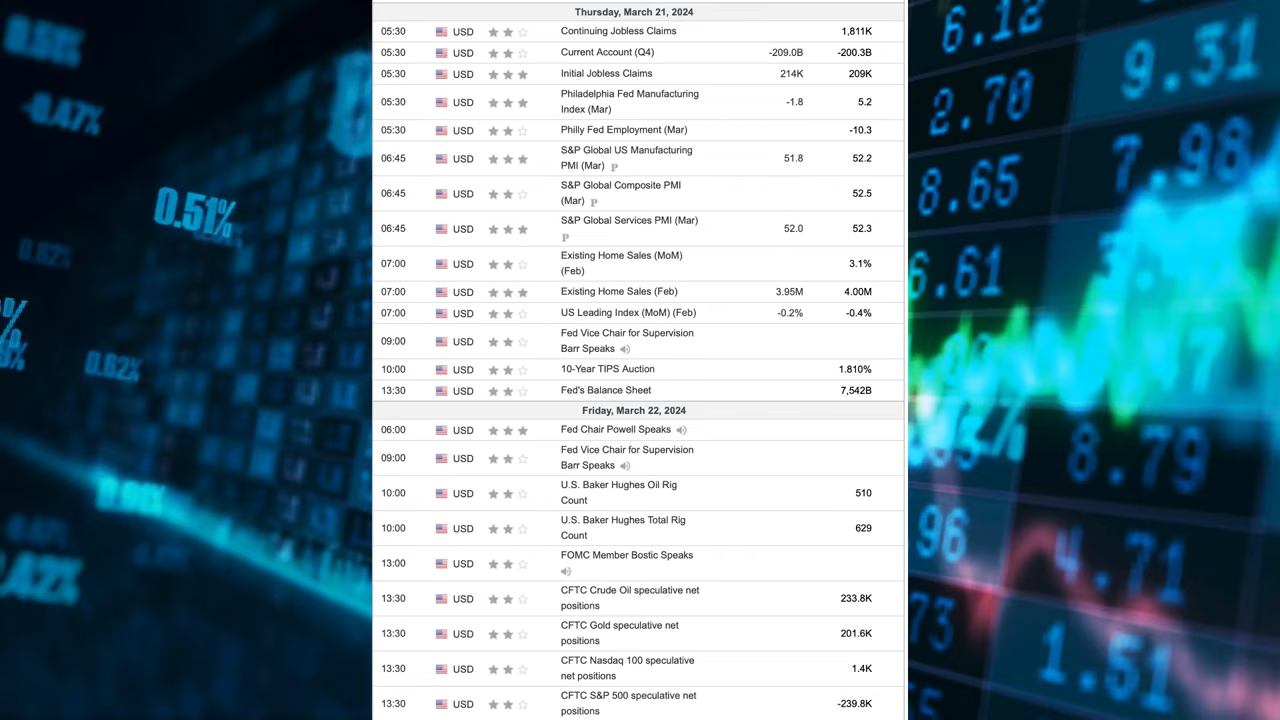 Thursday, March 21, 2024
05:30 USD Continuing Jobless Claims 1,811K
05:30 USD Current Account (Q4) -209.0B -200.3B
05:30 USD Initial Jobless Claims 214K 209K
05:30 USD Philadelphia Fed Manufacturing
Index (Mar) -1.8 5.2
05:30 USD Philly Fed Employment (Mar) -10.3
06:45 USD S&P Global US Manufacturing
PMI (Mar) P 51.8 52.2
06:45 USD S&P Global Composite PMI
(Mar) P 52.5
06:45 USD S&P Global Services PMI (Mar)
P 52.0 52.3
07:00 USD Existing Home Sales (MoM)
(Feb) 3.1%
07:00 USD Existing Home Sales (Feb) 3.95M 4.00M
07:00 USD US Leading Index (MoM) (Feb) -0.2% -0.4%
09:00 USD Fed Vice Chair for Supervision
Barr Speaks
10:00 USD 10-Year TIPS Auction 1.810%
13:30 USD Fed's Balance Sheet 7,542B
Friday, March 22, 2024
06:00 USD Fed Chair Powell Speaks
09:00 USD Fed Vice Chair for Supervision
Barr Speaks
10:00 USD U.S. Baker Hughes Oil Rig
Count 510
10:00 USD U.S. Baker Hughes Total Rig
Count 629
13:00 USD FOMC Member Bostic Speaks
13:30 USD CFTC Crude Oil speculative net
positions 233.8K
13:30 USD CFTC Gold speculative net
positions 201.6K
13:30 USD CFTC Nasdaq 100 speculative
net positions 1.4K
13:30 USD CFTC S&P 500 speculative net
positions -239.8K
-0.47%
0.51%
0.62%
6.12
9.31
2.78
7.98
8.65
6.61
8.79
96
4.71
73
1.51